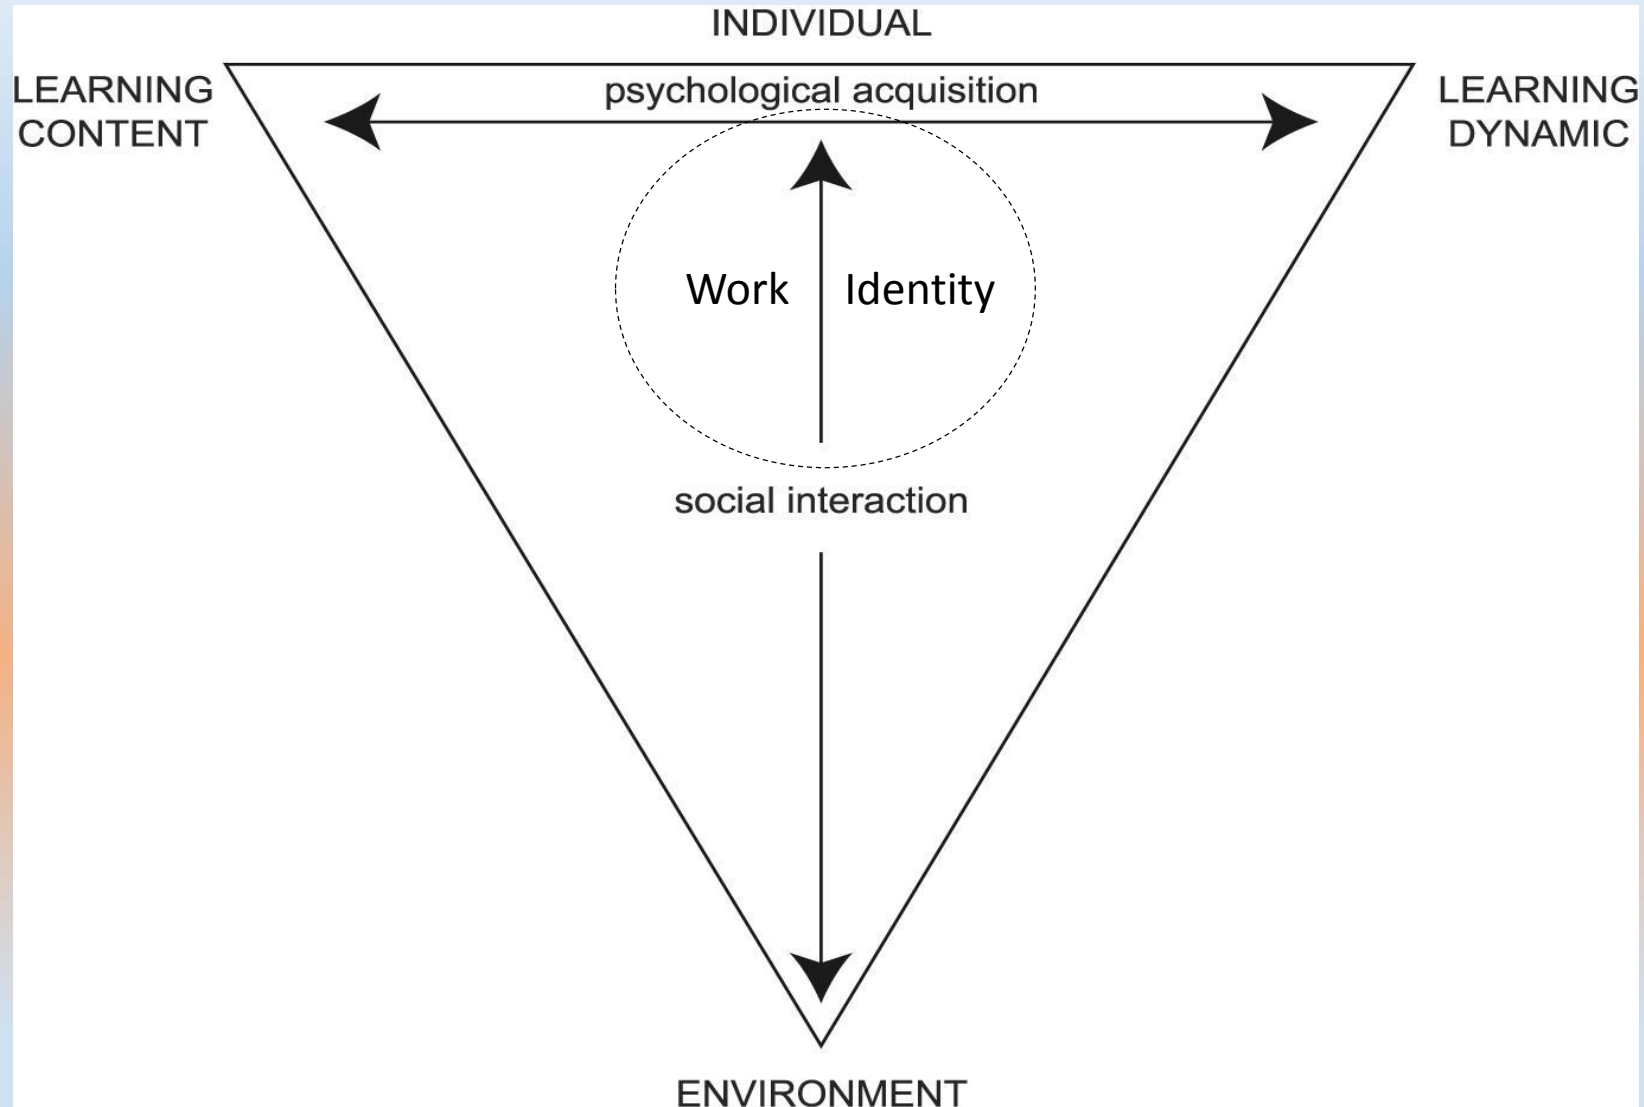 INDIVIDUAL
LEARNING
CONTENT
psychological acquisition
LEARNING
DYNAMIC
Work Identity
social interaction
ENVIRONMENT